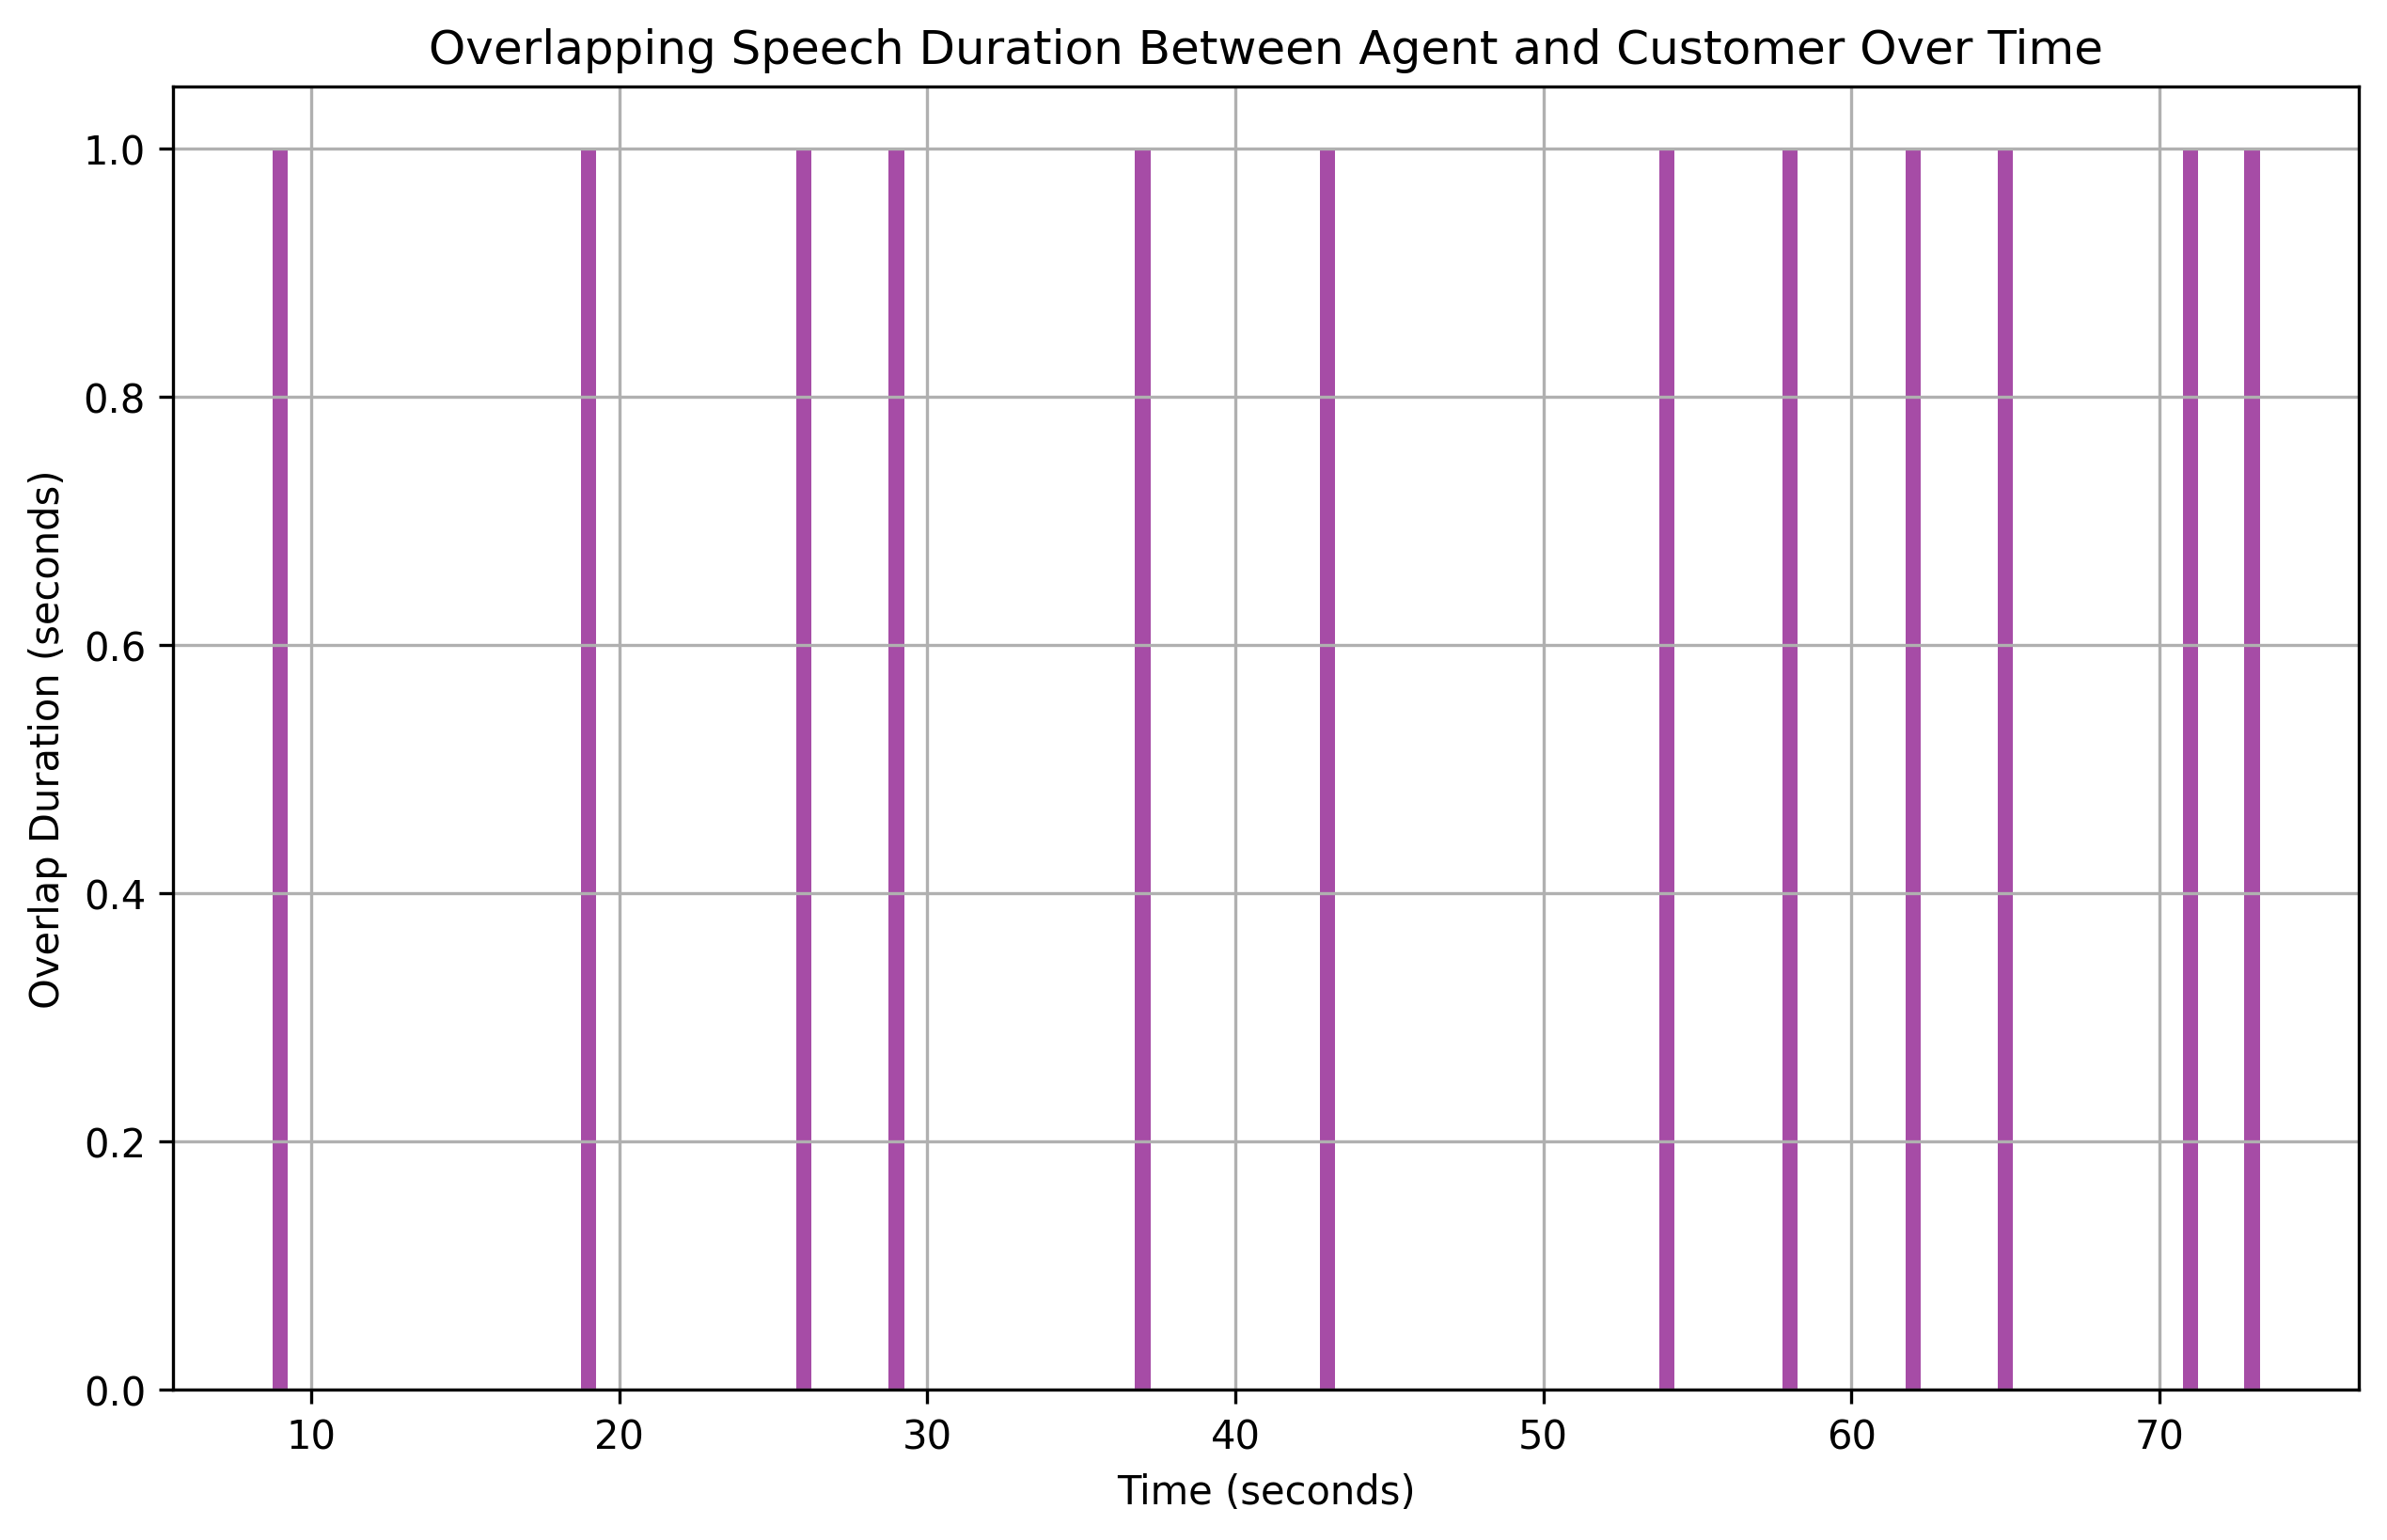 Overlapping Speech Duration Between Agent and Customer Over Time
Overlap Duration (seconds)
1.0
0.8
0.6
0.4
0.2
0.0
10 20 30 40 50 60 70
Time (seconds)